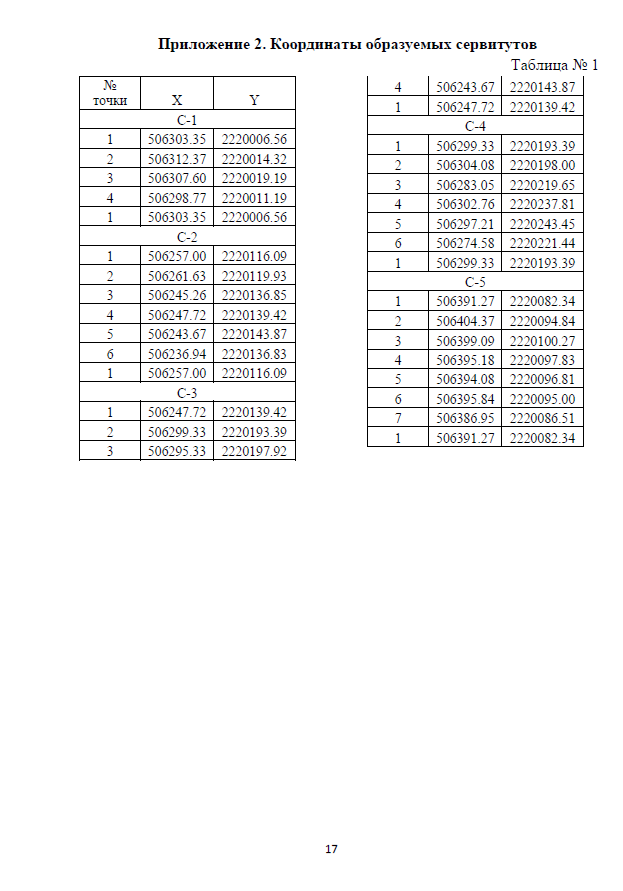 Приложение 2. Координаты образуемых сервитутов
Таблица № 1
№ точки X Y
С-1
1 506303.35 2220006.56
2 506312.37 2220014.32
3 506307.60 2220019.19
4 506298.77 2220011.19
1 506303.35 2220006.56
С-2
1 506257.00 2220116.09
2 506261.63 2220119.93
3 506245.26 2220136.85
4 506247.72 2220139.42
5 506243.67 2220143.87
6 506236.94 2220136.83
1 506257.00 2220116.09
С-3
1 506247.72 2220139.42
2 506299.33 2220193.39
3 506295.33 2220197.92
4 506243.67 2220143.87
1 506247.72 2220139.42
С-4
1 506299.33 2220193.39
2 506304.08 2220198.00
3 506283.05 2220219.65
4 506302.76 2220237.81
5 506297.21 2220243.45
6 506274.58 2220221.44
1 506299.33 2220193.39
С-5
1 506391.27 2220082.34
2 506404.37 2220094.84
3 506399.09 2220100.27
4 506395.18 2220097.83
5 506394.08 2220096.81
6 506395.84 2220095.00
7 506386.95 2220086.51
1 506391.27 2220082.34
17